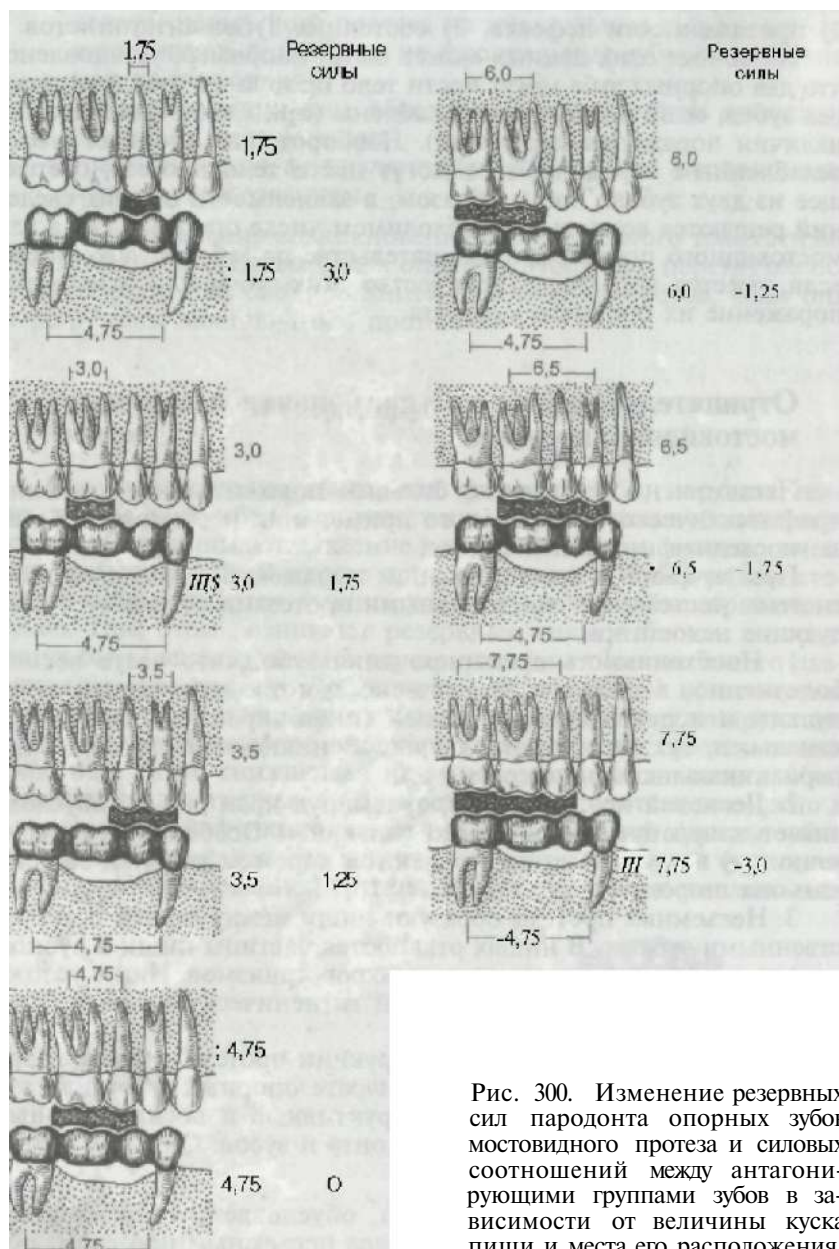 1,75
Резервные
силы
1,75
: 1,75 3,0
4,75
3,0
3,0
III$ 3,0 1,75
4,75
3,5
3,5
3,5 1,25
4,75
4,75
: 4,75
4,75 0
4,75
Резервные
силы
6,0
6,0
6,0 -1,25
4,75
6,5
6,5
• 6,5 -1,75
4,75
7,75
7,75
III 7,75 -3,0
-4,75
Рис. 300. Изменение резервных
сил пародонта опорных зубов
мостовидного протеза и силовых
соотношений между антагони-
рующими группами зубов в за-
висимости от величины куска
пищи и места его расположения.